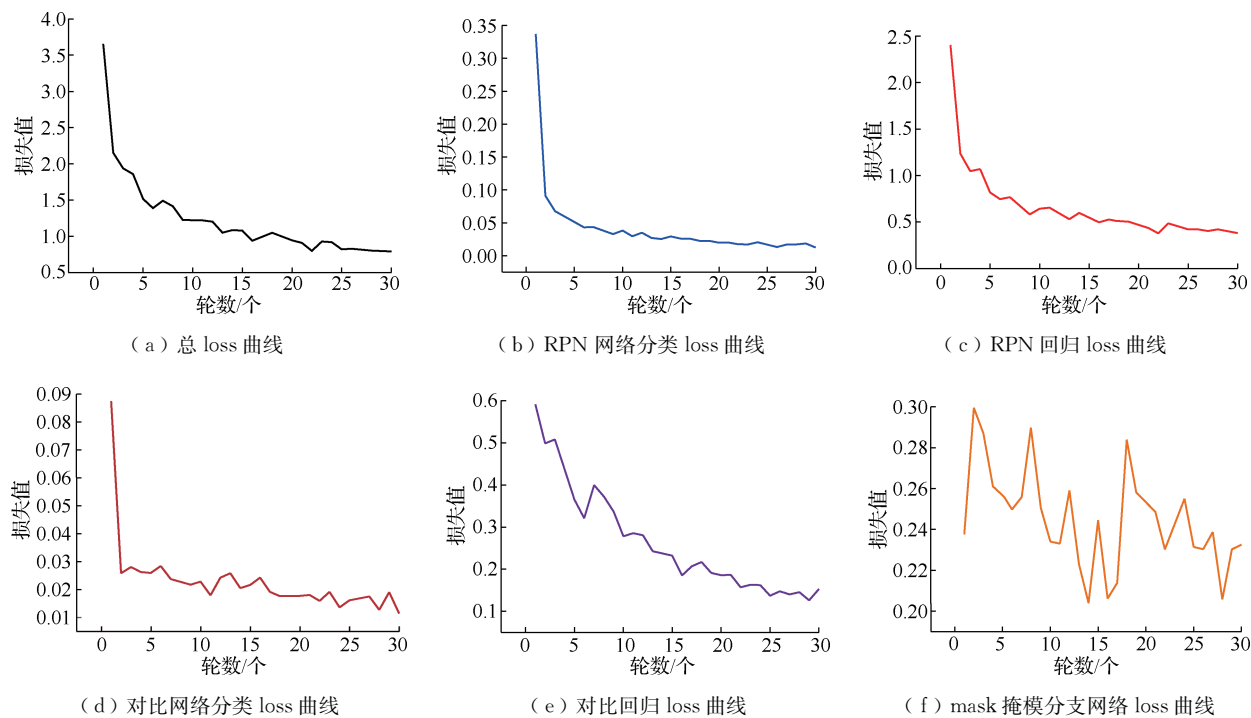 4.0
3.5
3.0
2.5
2.0
1.5
1.0
0.5
损失值
0 5 10 15 20 25 30
轮数/个
(a)总 loss 曲线
0.35
0.30
0.25
0.20
0.15
0.10
0.05
0.00
损失值
0 5 10 15 20 25 30
轮数/个
(b)RPN 网络分类 loss 曲线
2.5
2.0
1.5
1.0
0.5
0.0
损失值
0 5 10 15 20 25 30
轮数/个
(c)RPN 回归 loss 曲线
0.09
0.08
0.07
0.06
0.05
0.04
0.03
0.02
0.01
损失值
0 5 10 15 20 25 30
轮数/个
(d)对比网络分类 loss 曲线
0.6
0.5
0.4
0.3
0.2
0.1
损失值
0 5 10 15 20 25 30
轮数/个
(e)对比回归 loss 曲线
0.30
0.28
0.26
0.24
0.22
0.20
损失值
0 5 10 15 20 25 30
轮数/个
(f)mask 掩模分支网络 loss 曲线